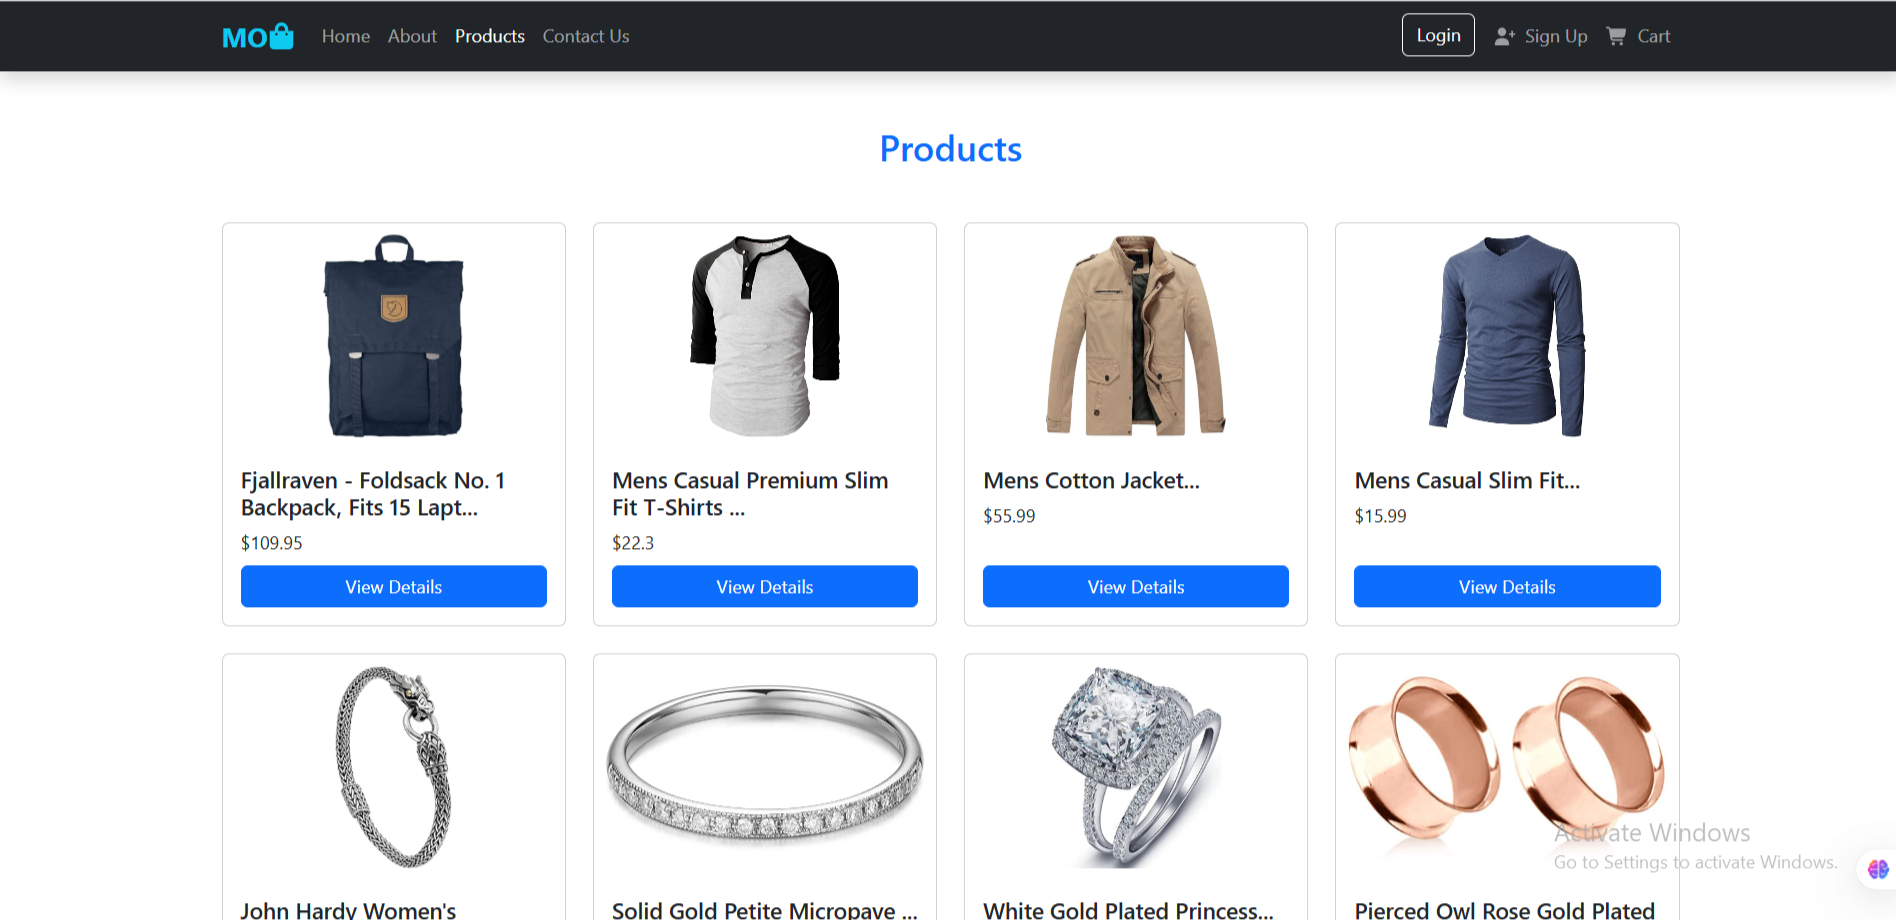 MO
Home
About
Products
Contact Us
Login
Sign Up
Cart
Products
Fjallraven - Foldsack No. 1
Backpack, Fits 15 Lapt...
$109.95
View Details
Mens Casual Premium Slim
Fit T-Shirts ...
$22.3
View Details
Mens Cotton Jacket...
$55.99
View Details
Mens Casual Slim Fit...
$15.99
View Details
John Hardy Women's
Solid Gold Petite Micropave ...
White Gold Plated Princess...
Pierced Owl Rose Gold Plated
Activate Windows
Go to Settings to activate Windows.